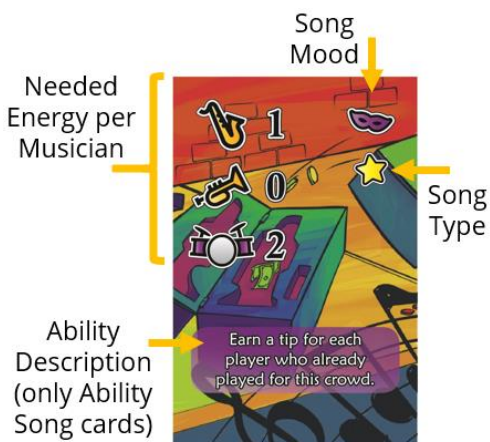 Song
Mood
Needed
Energy per
Musician
1
0
2
Song
Type
Ability
Description
(only Ability
Song cards)
Earn a tip for each
player who already
played for this crowd.